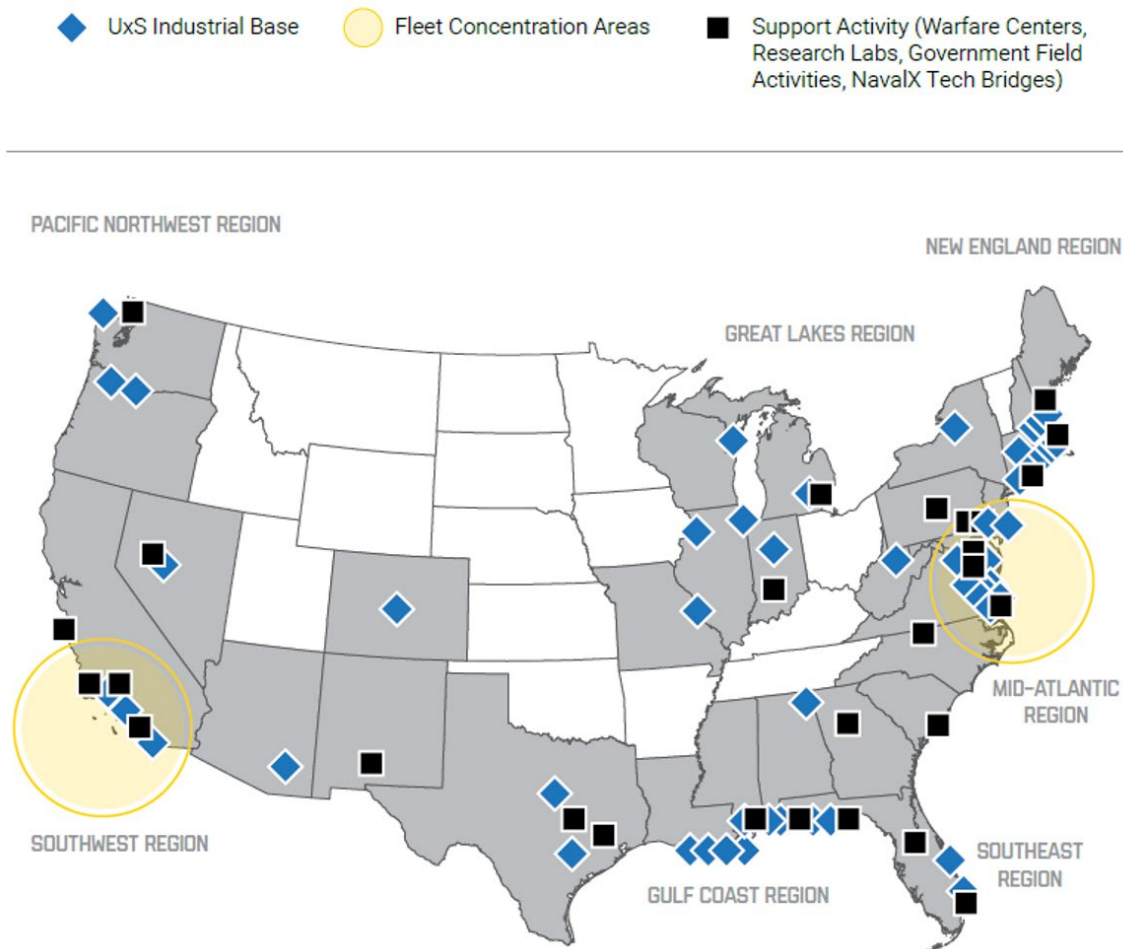 UxS Industrial Base
Fleet Concentration Areas
Support Activity (Warfare Centers,
Research Labs, Government Field
Activities, NavalX Tech Bridges)
PACIFIC NORTHWEST REGION
NEW ENGLAND REGION
GREAT LAKES REGION
MID-ATLANTIC
REGION
SOUTHWEST REGION
SOUTHEAST
REGION
GULF COAST REGION